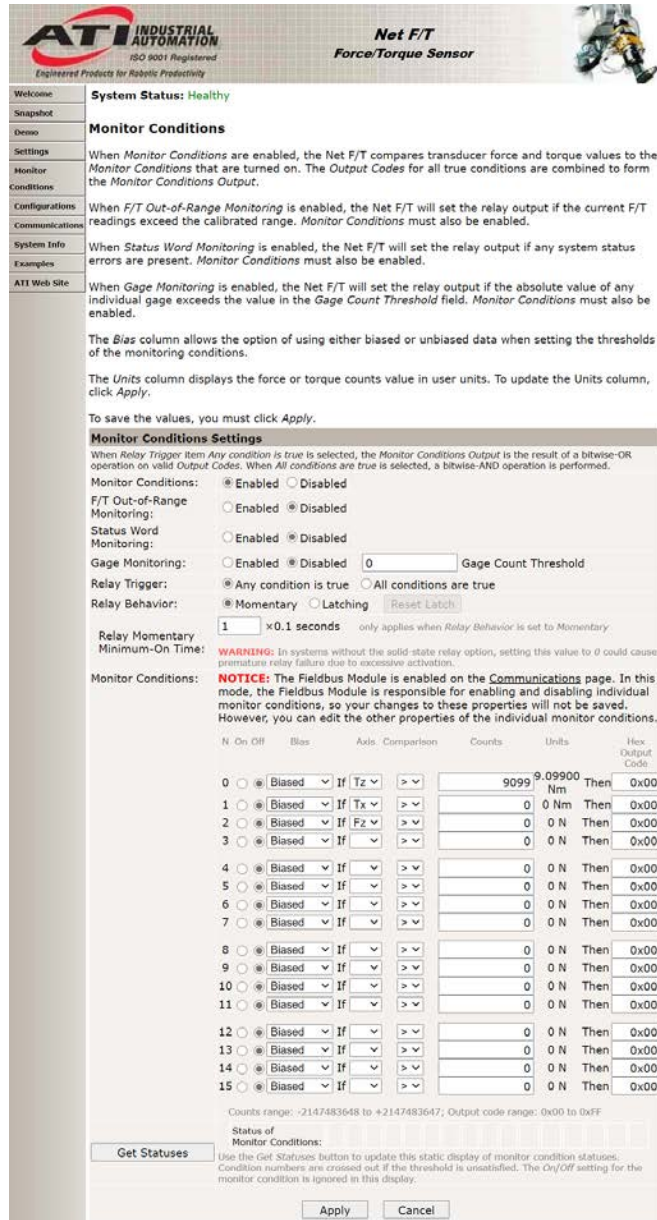 ATI INDUSTRIAL
AUTOMATION
ISO 9001 Registered
Engineered Products for Robotic Productivity
Net F/T
Force/Torque Sensor
Welcome
Snapshot
Demo
Settings
Monitor
Conditions
Configurations
Communications
System Info
Examples
ATI Web Site
System Status: Healthy
Monitor Conditions
When Monitor Conditions are enabled, the Net F/T compares transducer force and torque values to the
Monitor Conditions that are turned on. The Output Codes for all true conditions are combined to form
the Monitor Conditions Output.
When F/T Out-of-Range Monitoring is enabled, the Net F/T will set the relay output if the current F/T
readings exceed the calibrated range. Monitor Conditions must also be enabled.
When Status Word Monitoring is enabled, the Net F/T will set the relay output if any system status
errors are present. Monitor Conditions must also be enabled.
When Gage Monitoring is enabled, the Net F/T will set the relay output if the absolute value of any
individual gage exceeds the value in the Gage Count Threshold field. Monitor Conditions must also be
enabled.
The Bias column allows the option of using either biased or unbiased data when setting the thresholds
of the monitoring conditions.
The Units column displays the force or torque counts value in user units. To update the Units column,
click Apply.
To save the values, you must click Apply.
Monitor Conditions Settings
When Relay Trigger item Any condition is true is selected, the Monitor Conditions Output is the result of a bitwise-OR
operation on valid Output Codes. When All conditions are true is selected, a bitwise-AND operation is performed.
Monitor Conditions: Enabled Disabled
F/T Out-of-Range
Monitoring: Enabled Disabled
Status Word
Monitoring: Enabled Disabled
Gage Monitoring: Enabled Disabled 0 Gage Count Threshold
Relay Trigger: Any condition is true All conditions are true
Relay Behavior: Momentary Latching Reset Latch
Relay Momentary
Minimum-On Time: 1 ×0.1 seconds only applies when Relay Behavior is set to Momentary
WARNING: In systems without the solid-state relay option, setting this value to 0 could cause
premature relay failure due to excessive activation.
Monitor Conditions: NOTICE: The Fieldbus Module is enabled on the Communications page. In this
mode, the Fieldbus Module is responsible for enabling and disabling individual
monitor conditions, so your changes to these properties will not be saved.
However, you can edit the other properties of the individual monitor conditions.
N On Off Bias Axis Comparison Counts Units Hex
Output
Code
0 Biased If Tz > 9099 9.09900 Nm Then 0x00
1 Biased If Tx > 0 0 Nm Then 0x00
2 Biased If Fz > 0 0 N Then 0x00
3 Biased If > 0 0 N Then 0x00
4 Biased If > 0 0 N Then 0x00
5 Biased If > 0 0 N Then 0x00
6 Biased If > 0 0 N Then 0x00
7 Biased If > 0 0 N Then 0x00
8 Biased If > 0 0 N Then 0x00
9 Biased If > 0 0 N Then 0x00
10 Biased If > 0 0 N Then 0x00
11 Biased If > 0 0 N Then 0x00
12 Biased If > 0 0 N Then 0x00
13 Biased If > 0 0 N Then 0x00
14 Biased If > 0 0 N Then 0x00
15 Biased If > 0 0 N Then 0x00
Counts range: -2147483648 to +2147483647; Output code range: 0x00 to 0xFF
Status of
Monitor Conditions:
Get Statuses
Use the Get Statuses button to update this static display of monitor condition statuses.
Condition numbers are crossed out if the threshold is unsatisfied. The On/Off setting for the
monitor condition is ignored in this display.
Apply Cancel